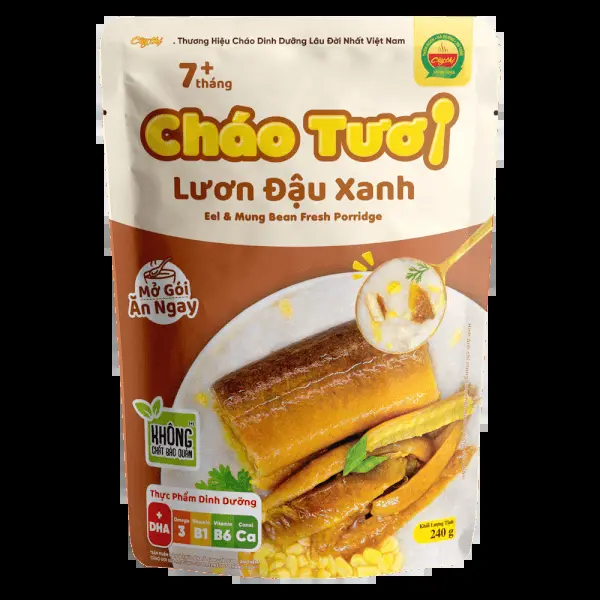 Cây Thị
. Thương Hiệu Cháo Dinh Dưỡng Lâu Đời Nhất Việt Nam
7+
tháng
Cháo Tươi
Lươn Đậu Xanh
Eel & Mung Bean Fresh Porridge
Mở Gói
Ăn Ngay
KHÔNG
CHẤT BẢO QUẢN
Thực Phẩm Dinh Dưỡng
+
DHA
Omega
3
Vitamin
B1
Vitamin
B6
Canxi
Ca
Khối Lượng Tịnh
240 g